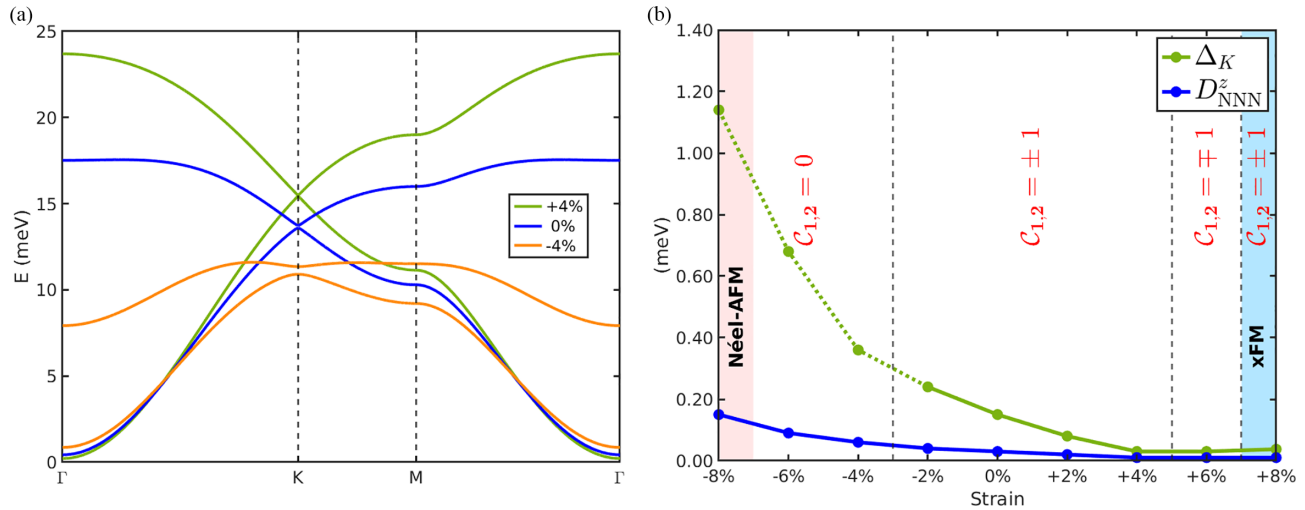 (a)
25
20
15
10
5
0
E (meV)
Γ
K
M
Γ
+4%
0%
-4%
(b)
1.40
1.20
1.00
0.80
0.60
0.40
0.20
0.00
(meV)
-8%
-6%
-4%
-2%
0%
+2%
+4%
+6%
+8%
Strain
Δ_K
D^z_NNN
Néel-AFM
C_{1,2} = 0
C_{1,2} = ±1
C_{1,2} = ∓1
C_{1,2} = ±1
xFM